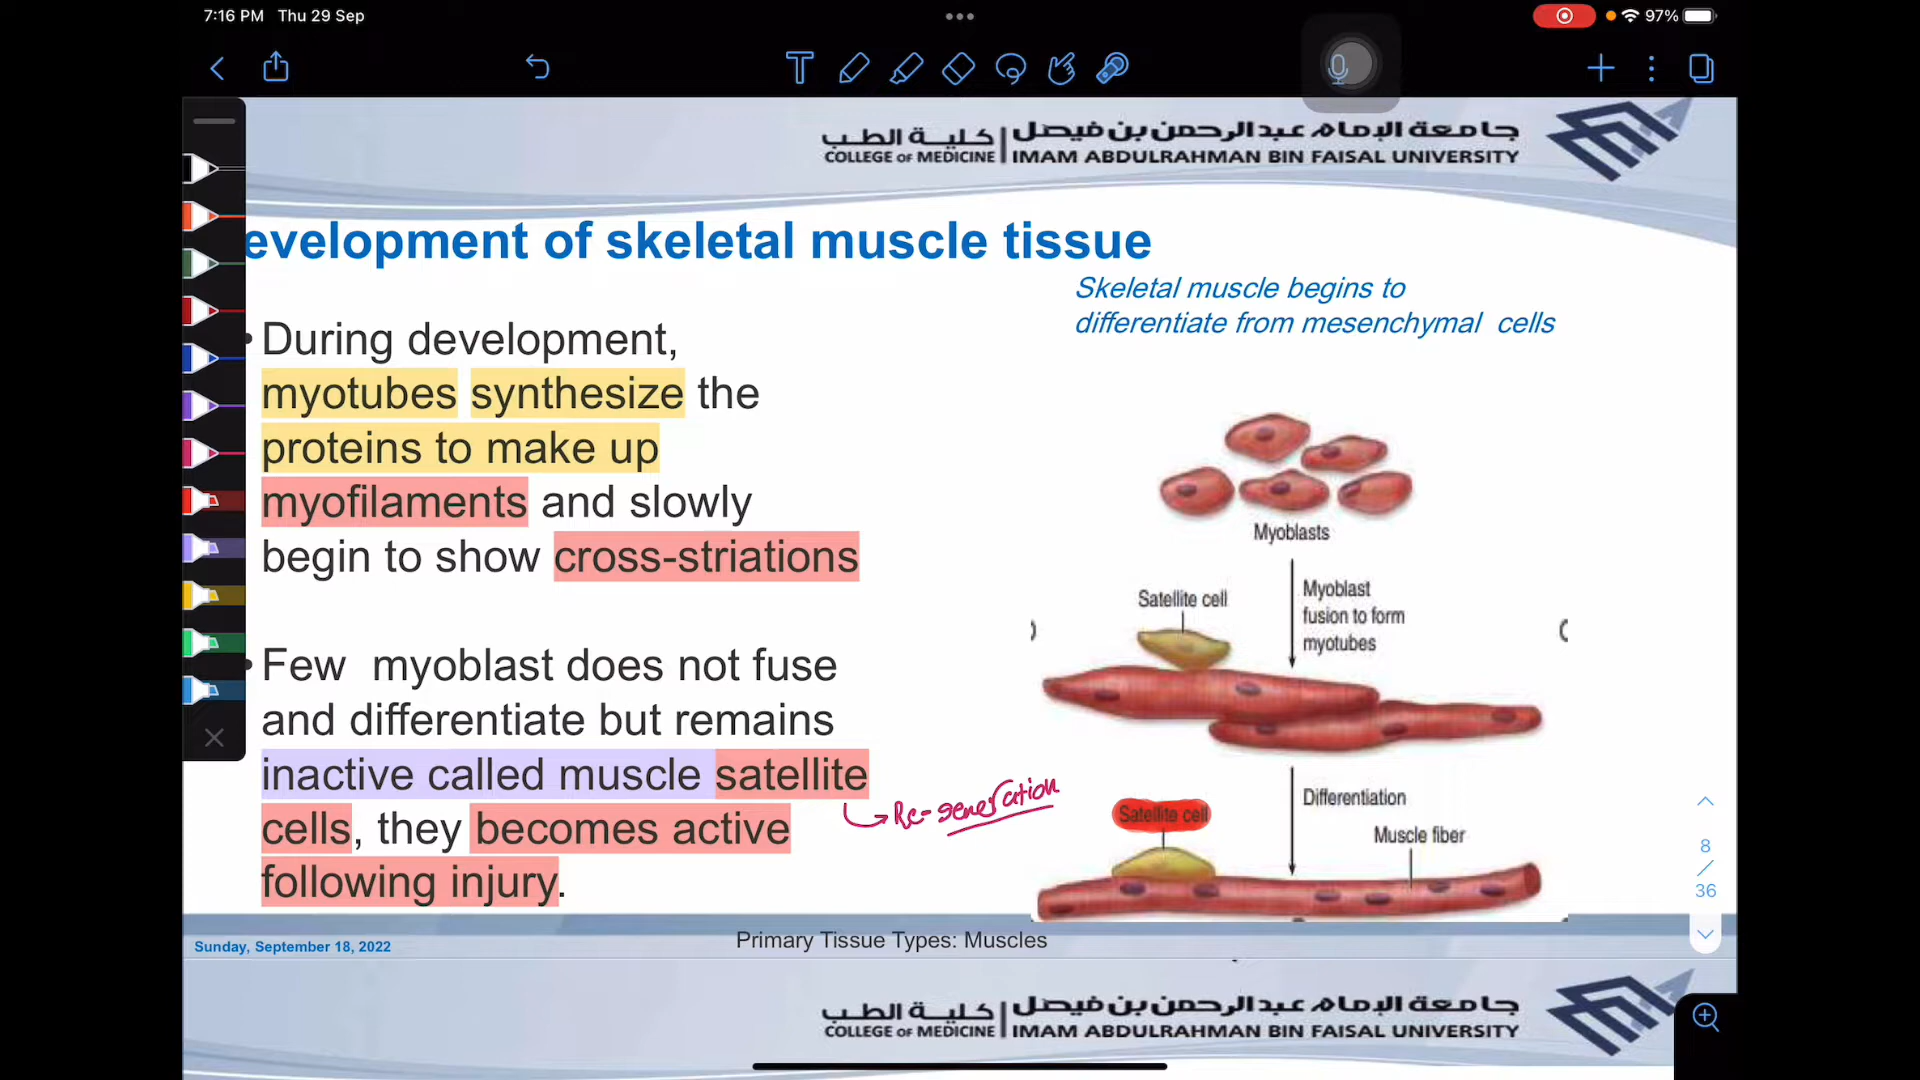 7:16 PM Thu 29 Sep
97%
كلية الطب
COLLEGE OF MEDICINE
جامعة الإمام عبدالرحمن بن فيصل
IMAM ABDULRAHMAN BIN FAISAL UNIVERSITY
evelopment of skeletal muscle tissue
Skeletal muscle begins to
differentiate from mesenchymal cells
• During development,
myotubes synthesize the
proteins to make up
myofilaments and slowly
begin to show cross-striations
• Few myoblast does not fuse
and differentiate but remains
inactive called muscle satellite
cells, they becomes active
following injury.
Re-generation
Myoblasts
Satellite cell
Myoblast
fusion to form
myotubes
Differentiation
Satellite cell
Muscle fiber
8
/
36
Sunday, September 18, 2022
Primary Tissue Types: Muscles
كلية الطب
COLLEGE OF MEDICINE
جامعة الإمام عبدالرحمن بن فيصل
IMAM ABDULRAHMAN BIN FAISAL UNIVERSITY